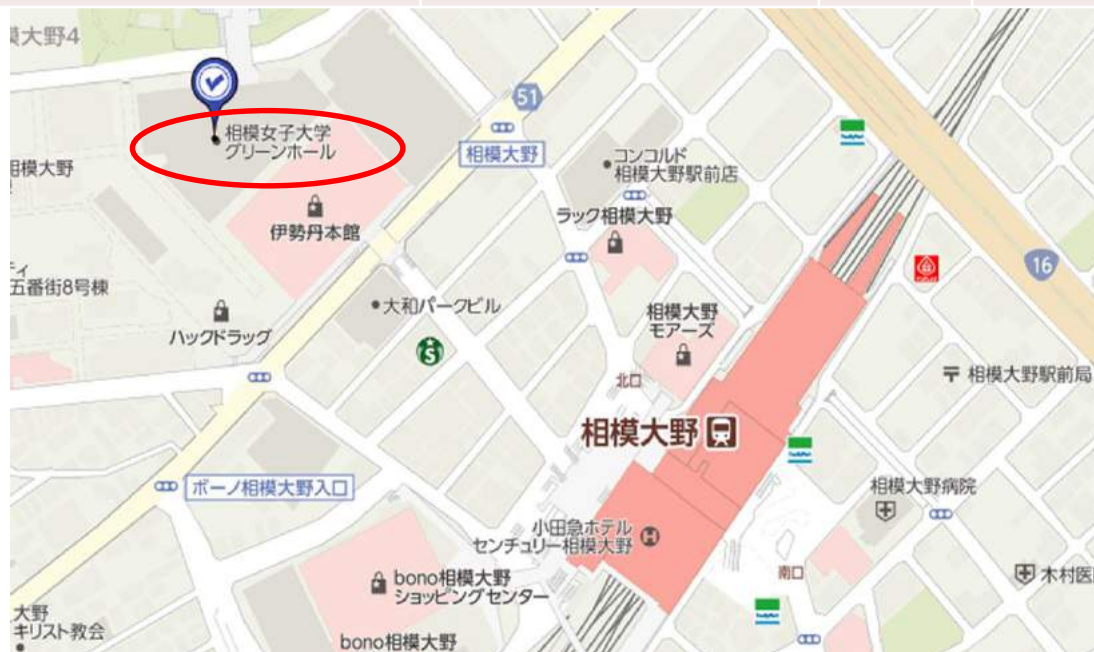 模大野4
51
相模女子大学
グリーンホール
相模大野
コンコルド
相模大野駅前店
相模大野
伊勢丹本館
ラック相模大野
16
五番街8号棟
大和パークビル
ハックドラッグ
相模大野
モアーズ
北口
相模大野駅前局
相模大野
ボーノ相模大野入口
相模大野病院
小田急ホテル
センチュリー相模大野
南口
木村医
bono相模大野
ショッピングセンター
大野
キリスト教会
bono相模大野